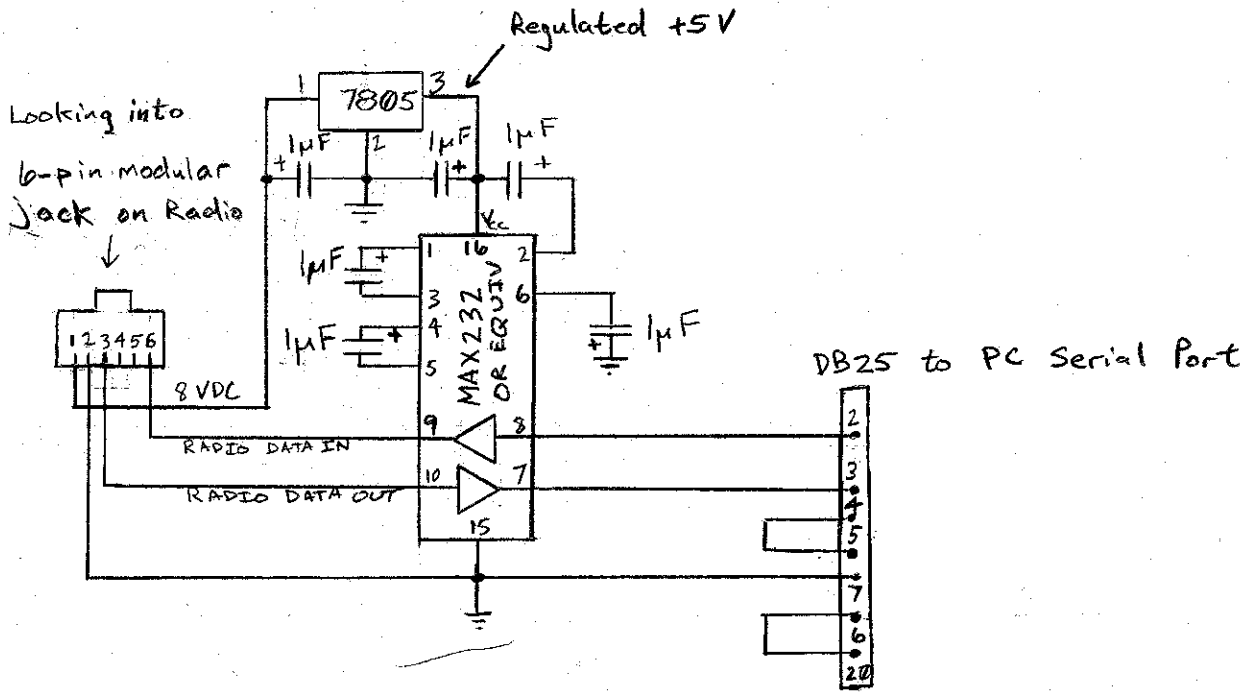 Regulated +5V
1
7805
3
2
Looking into
6-pin modular
jack on Radio
+ 1µF
1µF +
1µF +
Vcc
1
16
2
1µF +
3
6
1µF +
4
1µF
+
5
MAX232
OR EQUIV
123456
8 VDC
DB25 to PC Serial Port
9
8
2
RADIO DATA IN
10
7
3
RADIO DATA OUT
4
15
5
7
6
20